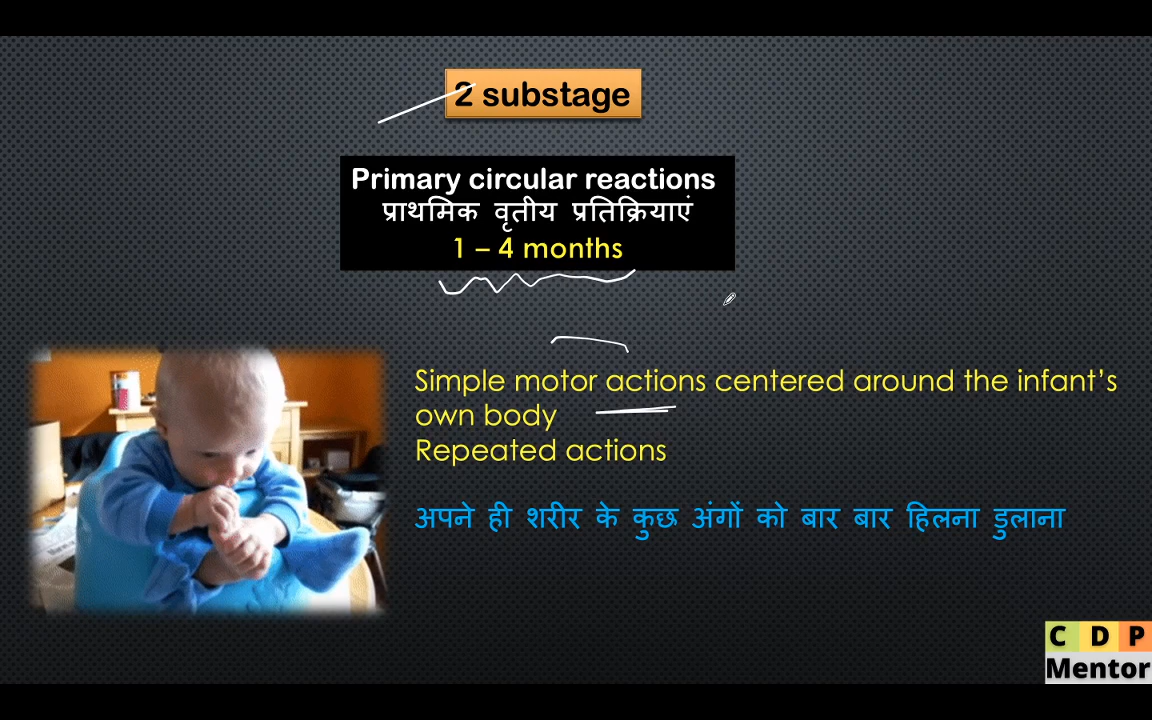 2 substage
Primary circular reactions
प्राथमिक वृतीय प्रतिक्रियाएं
1 – 4 months
Simple motor actions centered around the infant’s
own body
Repeated actions
अपने ही शरीर के कुछ अंगों को बार बार हिलना डुलाना
C D P
Mentor